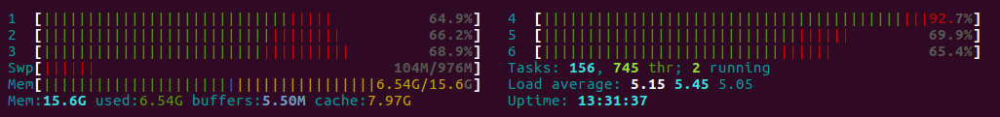 1 [|||||||||||||||||||||||||||||||||| 64.9%] 4 [|||||||||||||||||||||||||||||||||||||||||||||||92.7%]
2 [||||||||||||||||||||||||||||||||||| 66.2%] 5 [||||||||||||||||||||||||||||||||||| 69.9%]
3 [|||||||||||||||||||||||||||||||||||| 68.9%] 6 [||||||||||||||||||||||||||||||||| 65.4%]
Swp[|||||| 104M/976M] Tasks: 156, 745 thr; 2 running
Mem[|||||||||||||||||||||||||||||||||||||||6.54G/15.6G] Load average: 5.15 5.45 5.05
Mem:15.6G used:6.54G buffers:5.50M cache:7.97G Uptime: 13:31:37